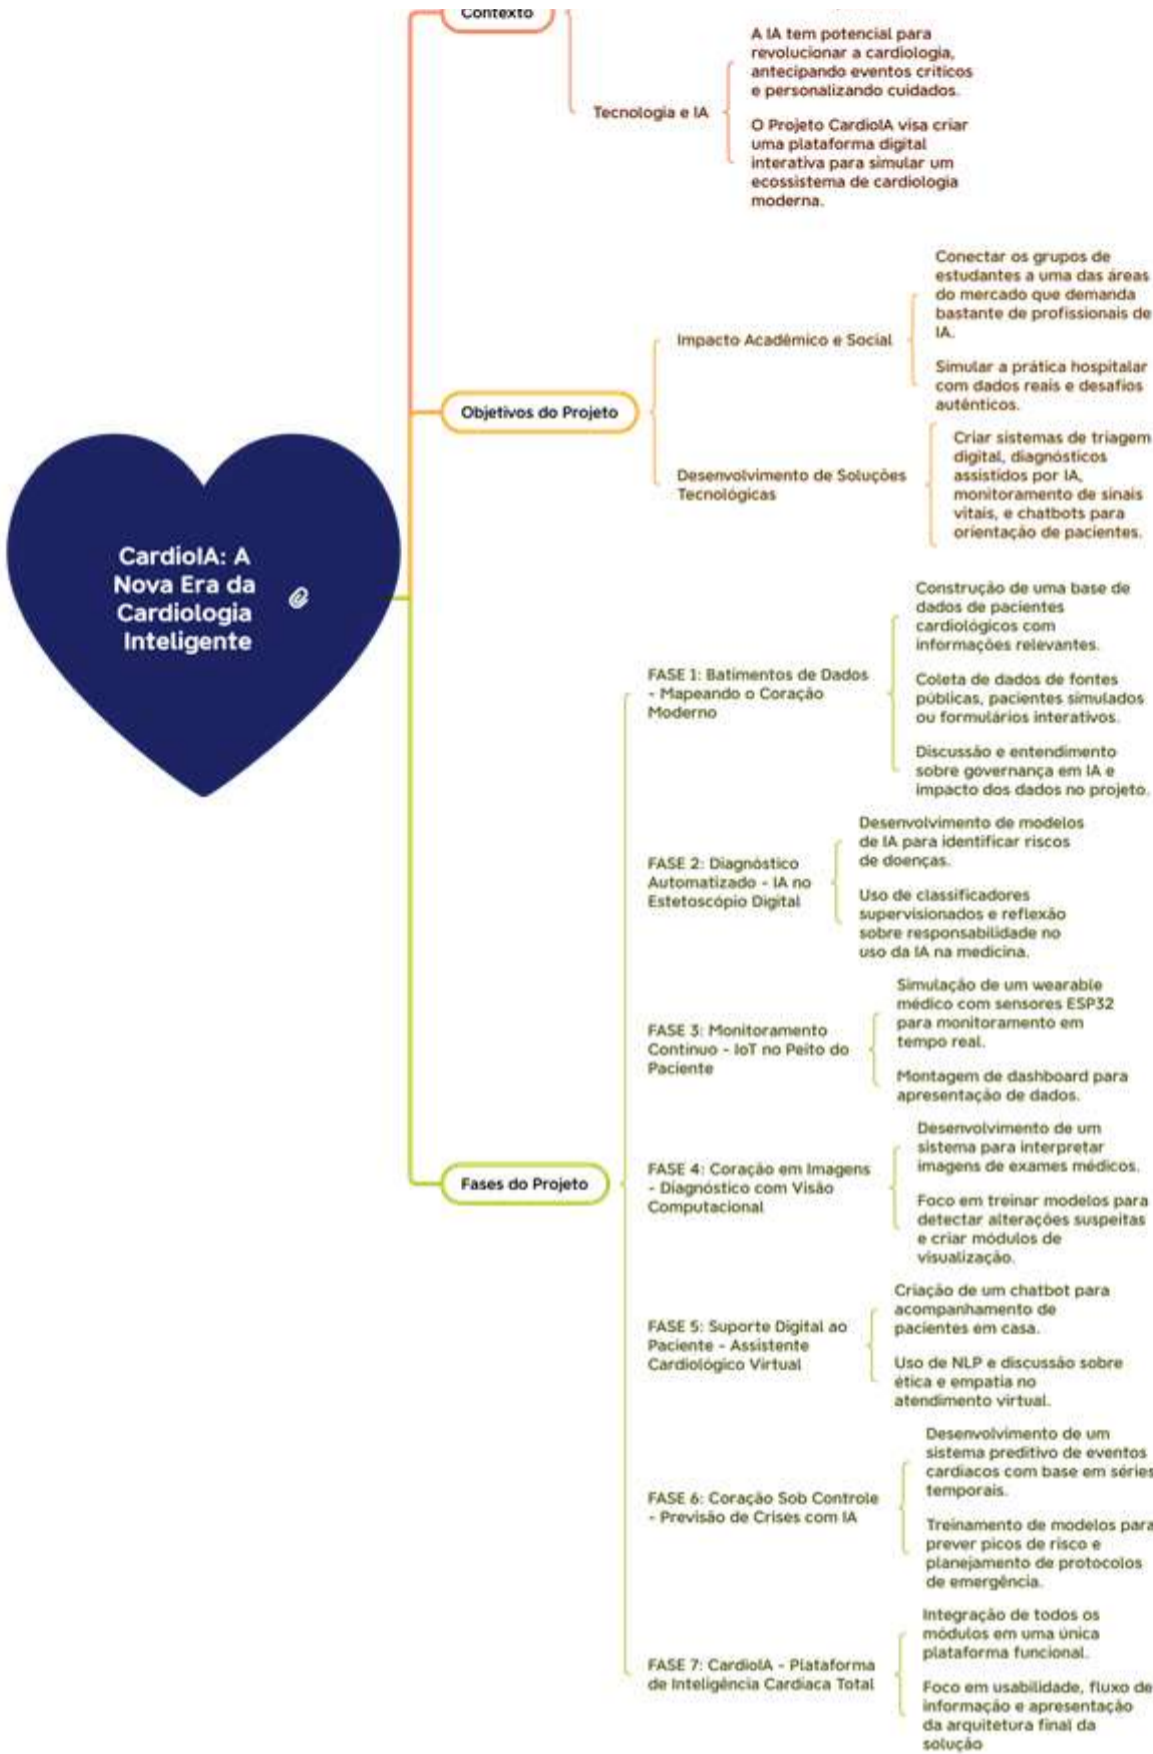 Contexto
A IA tem potencial para
revolucionar a cardiologia,
antecipando eventos críticos
e personalizando cuidados.
Tecnologia e IA
O Projeto CardioIA visa criar
uma plataforma digital
interativa para simular um
ecossistema de cardiologia
moderna.
Conectar os grupos de
estudantes a uma das áreas
do mercado que demanda
bastante de profissionais de
IA.
Impacto Acadêmico e Social
Simular a prática hospitalar
com dados reais e desafios
autênticos.
Objetivos do Projeto
Criar sistemas de triagem
digital, diagnósticos
assistidos por IA,
monitoramento de sinais
vitais, e chatbots para
orientação de pacientes.
Desenvolvimento de Soluções
Tecnológicas
CardioIA: A
Nova Era da
Cardiologia
Inteligente
Construção de uma base de
dados de pacientes
cardiológicos com
informações relevantes.
FASE 1: Batimentos de Dados
- Mapeando o Coração
Moderno
Coleta de dados de fontes
públicas, pacientes simulados
ou formulários interativos.
Discussão e entendimento
sobre governança em IA e
impacto dos dados no projeto.
Desenvolvimento de modelos
de IA para identificar riscos
de doenças.
FASE 2: Diagnóstico
Automatizado - IA no
Estetoscópio Digital
Uso de classificadores
supervisionados e reflexão
sobre responsabilidade no
uso da IA na medicina.
Simulação de um wearable
médico com sensores ESP32
para monitoramento em
tempo real.
FASE 3: Monitoramento
Contínuo - IoT no Peito do
Paciente
Montagem de dashboard para
apresentação de dados.
Desenvolvimento de um
sistema para interpretar
imagens de exames médicos.
FASE 4: Coração em Imagens
- Diagnóstico com Visão
Computacional
Fases do Projeto
Foco em treinar modelos para
detectar alterações suspeitas
e criar módulos de
visualização.
Criação de um chatbot para
acompanhamento de
pacientes em casa.
FASE 5: Suporte Digital ao
Paciente - Assistente
Cardiológico Virtual
Uso de NLP e discussão sobre
ética e empatia no
atendimento virtual.
Desenvolvimento de um
sistema preditivo de eventos
cardíacos com base em séries
temporais.
FASE 6: Coração Sob Controle
- Previsão de Crises com IA
Treinamento de modelos para
prever picos de risco e
planejamento de protocolos
de emergência.
Integração de todos os
módulos em uma única
plataforma funcional.
FASE 7: CardioIA - Plataforma
de Inteligência Cardíaca Total
Foco em usabilidade, fluxo de
informação e apresentação
da arquitetura final da
solução